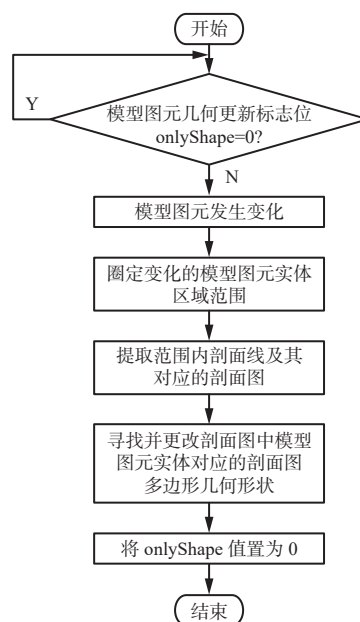 开始
模型图元几何更新标志位
onlyShape=0?
Y
N
模型图元发生变化
圈定变化的模型图元实体
区域范围
提取范围内剖面线及其
对应的剖面图
寻找并更改剖面图中模型
图元实体对应的剖面图
多边形几何形状
将 onlyShape 值置为 0
结束